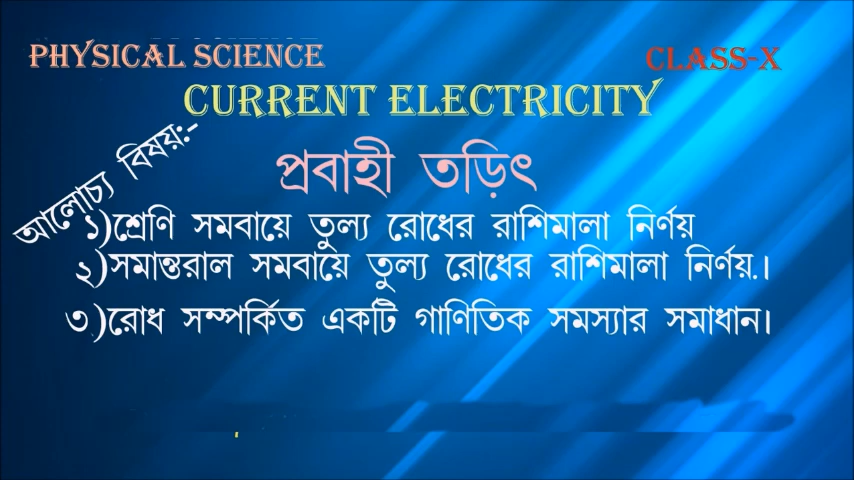 PHYSICAL SCIENCE
CLASS-X
CURRENT ELECTRICITY
প্রবাহী তড়িৎ
আলোচ্য বিষয়:-
১)শ্রেণি সমবায়ে তুল্য রোধের রাশিমালা নির্ণয়
২)সমান্তরাল সমবায়ে তুল্য রোধের রাশিমালা নির্ণয়.।
৩)রোধ সম্পর্কিত একটি গাণিতিক সমস্যার সমাধান।